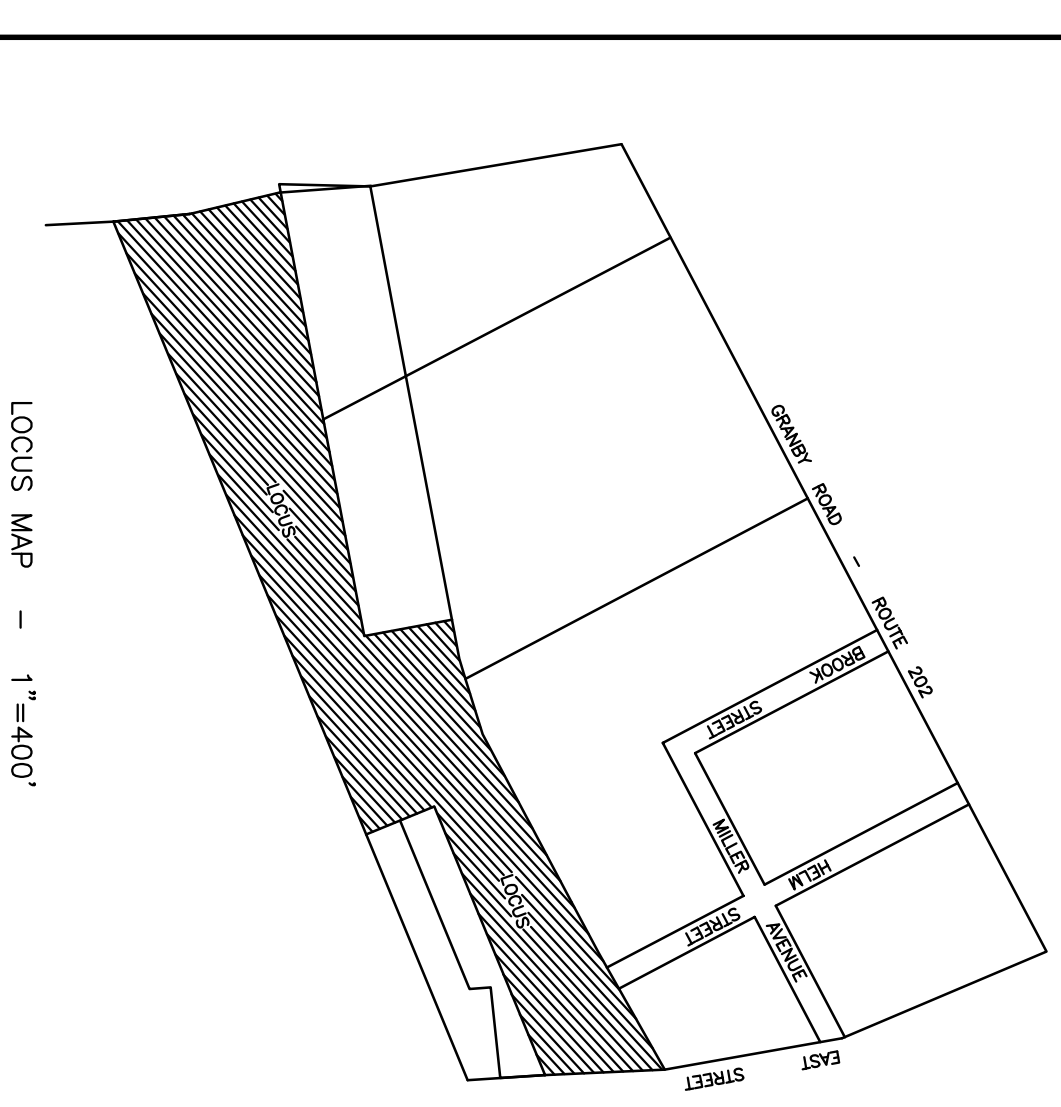 GRANBY ROAD - ROUTE 202
BROOK STREET
MILLER AVENUE
HELM STREET
EAST STREET
LOCUS
LOCUS
LOCUS MAP - 1"=400'